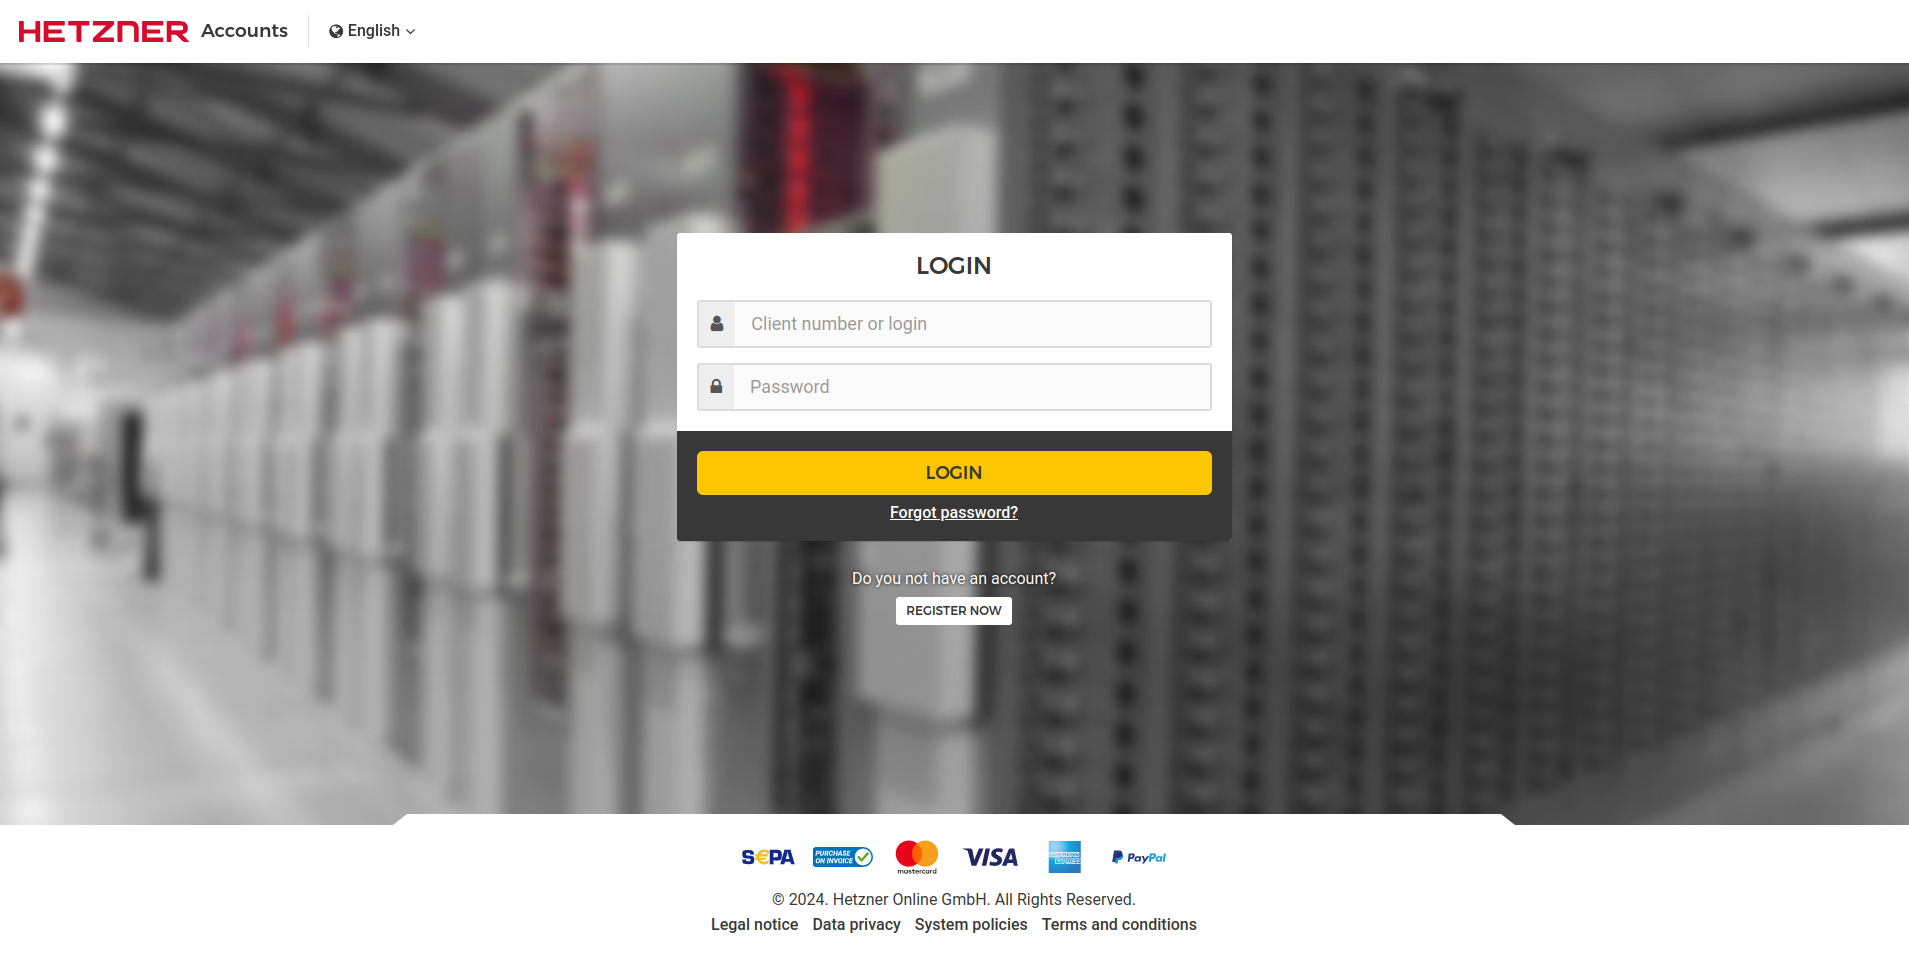 HETZNER Accounts English
LOGIN
Client number or login
Password
LOGIN
Forgot password?
Do you not have an account?
REGISTER NOW
S€PA PURCHASE ON INVOICE mastercard VISA AMERICAN EXPRESS PayPal
© 2024. Hetzner Online GmbH. All Rights Reserved.
Legal notice Data privacy System policies Terms and conditions